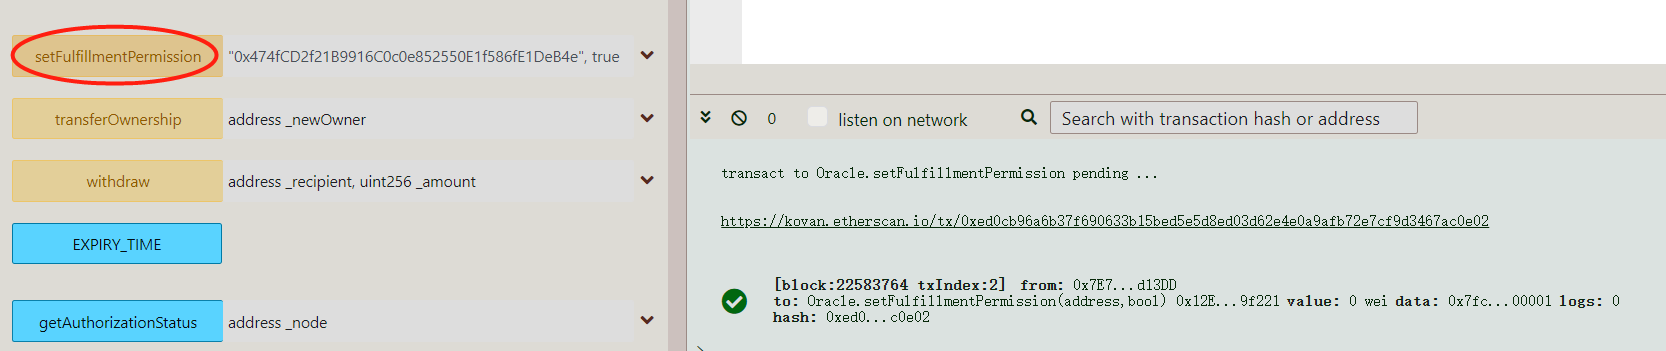 setFulfillmentPermission "0x474fCD2f21B9916C0c0e852550E1f586fE1DeB4e", true
transferOwnership address _newOwner
withdraw address _recipient, uint256 _amount
EXPIRY_TIME
getAuthorizationStatus address _node
0 listen on network Search with transaction hash or address
transact to Oracle.setFulfillmentPermission pending ...
https://kovan.etherscan.io/tx/0xed0cb96a6b37f690633b15bed5e5d8ed03d62e4e0a9afb72e7cf9d3467ac0e02
[block:22583764 txIndex:2] from: 0x7E7...d13DD
to: Oracle.setFulfillmentPermission(address,bool) 0x12E...9f221 value: 0 wei data: 0x7fc...00001 logs: 0
hash: 0xed0...c0e02
>